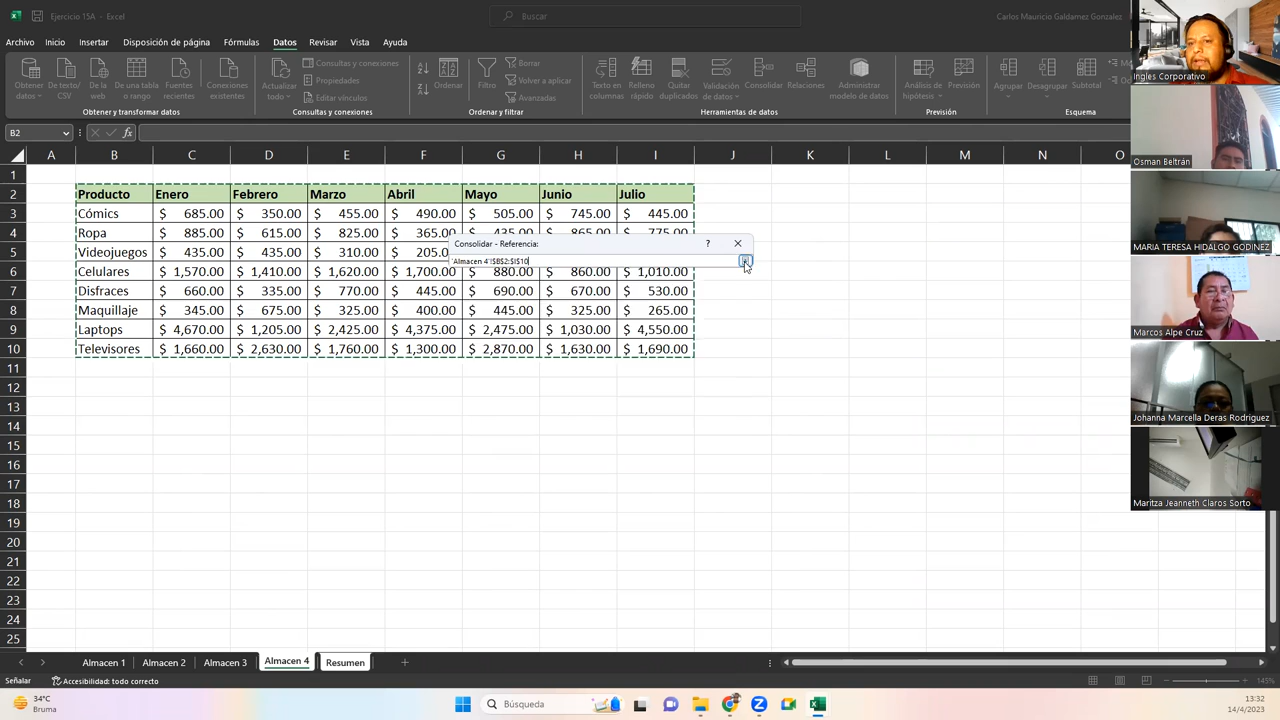 Ejercicio 15A - Excel
Buscar
Carlos Mauricio Galdamez Gonzalez
Archivo Inicio Insertar Disposición de página Fórmulas Datos Revisar Vista Ayuda
Obtener datos
De texto/CSV
De la web
De una tabla o rango
Fuentes recientes
Conexiones existentes
Obtener y transformar datos
Actualizar todo
Consultas y conexiones
Propiedades
Editar vínculos
Consultas y conexiones
Borrar
Volver a aplicar
Avanzadas
Ordenar y filtrar
Texto en columnas
Relleno rápido
Quitar duplicados
Validación de datos
Consolidar
Relaciones
Administrar modelo de datos
Herramientas de datos
Análisis de hipótesis
Previsión
Previsión
Agrupar
Desagrupar
Subtotal
Esquema
B2
fx
A B C D E F G H I J K L M N O
1
2 Producto Enero Febrero Marzo Abril Mayo Junio Julio
3 Cómics $ 685.00 $ 350.00 $ 455.00 $ 490.00 $ 505.00 $ 745.00 $ 445.00
4 Ropa $ 885.00 $ 615.00 $ 825.00 $ 365.00 $ 435.00 $ 865.00 $ 775.00
5 Videojuegos $ 435.00 $ 435.00 $ 310.00 $ 205.0
6 Celulares $ 1,570.00 $ 1,410.00 $ 1,620.00 $ 1,700.00 $ 880.00 $ 860.00 $ 1,010.00
7 Disfraces $ 660.00 $ 335.00 $ 770.00 $ 445.00 $ 690.00 $ 670.00 $ 530.00
8 Maquillaje $ 345.00 $ 675.00 $ 325.00 $ 400.00 $ 445.00 $ 325.00 $ 265.00
9 Laptops $ 4,670.00 $ 1,205.00 $ 2,425.00 $ 4,375.00 $ 2,475.00 $ 1,030.00 $ 4,550.00
10 Televisores $ 1,660.00 $ 2,630.00 $ 1,760.00 $ 1,300.00 $ 2,870.00 $ 1,630.00 $ 1,690.00
11
12
13
14
15
16
17
18
19
20
21
22
23
24
25
Consolidar - Referencia:
?
'Almacen 4'!$B$2:$I$10
Ingles Corporativo
Osman Beltrán
MARIA TERESA HIDALGO GODINEZ
Marcos Alpe Cruz
Johanna Marcella Deras Rodriguez
Maritza Jeanneth Claros Sorto
Almacen 1 Almacen 2 Almacen 3 Almacen 4 Resumen
Señalar
Accesibilidad: todo correcto
145%
34°C
Bruma
Búsqueda
13:32
14/4/2023